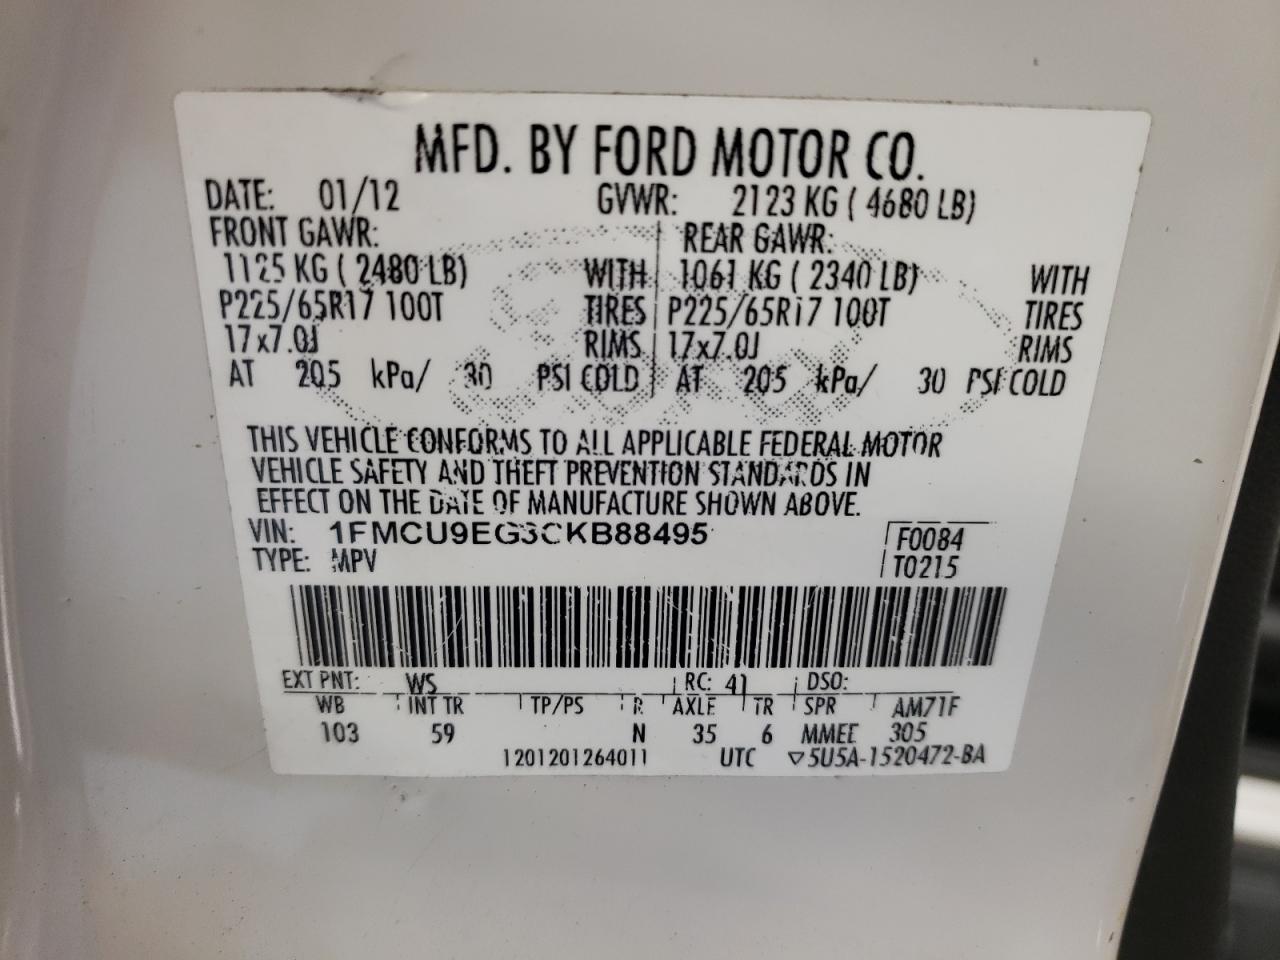 MFD. BY FORD MOTOR CO.
DATE: 01/12 GVWR: 2123 KG ( 4680 LB)
FRONT GAWR: REAR GAWR:
1125 KG ( 2480 LB) WITH 1061 KG ( 2340 LB) WITH
P225/65R17 100T TIRES P225/65R17 100T TIRES
17x7.0J RIMS 17x7.0J RIMS
AT 205 kPa/ 30 PSI COLD AT 205 kPa/ 30 PSI COLD
THIS VEHICLE CONFORMS TO ALL APPLICABLE FEDERAL MOTOR
VEHICLE SAFETY AND THEFT PREVENTION STANDARDS IN
EFFECT ON THE DATE OF MANUFACTURE SHOWN ABOVE.
VIN: 1FMCU9EG3CKB88495 F0084
TYPE: MPV T0215
EXT PNT: WS RC: 41 DSO:
WB INT TR TP/PS R AXLE TR SPR AM71F
103 59 N 35 6 MMEE 305
1201201264011 UTC ▽5U5A-1520472-BA